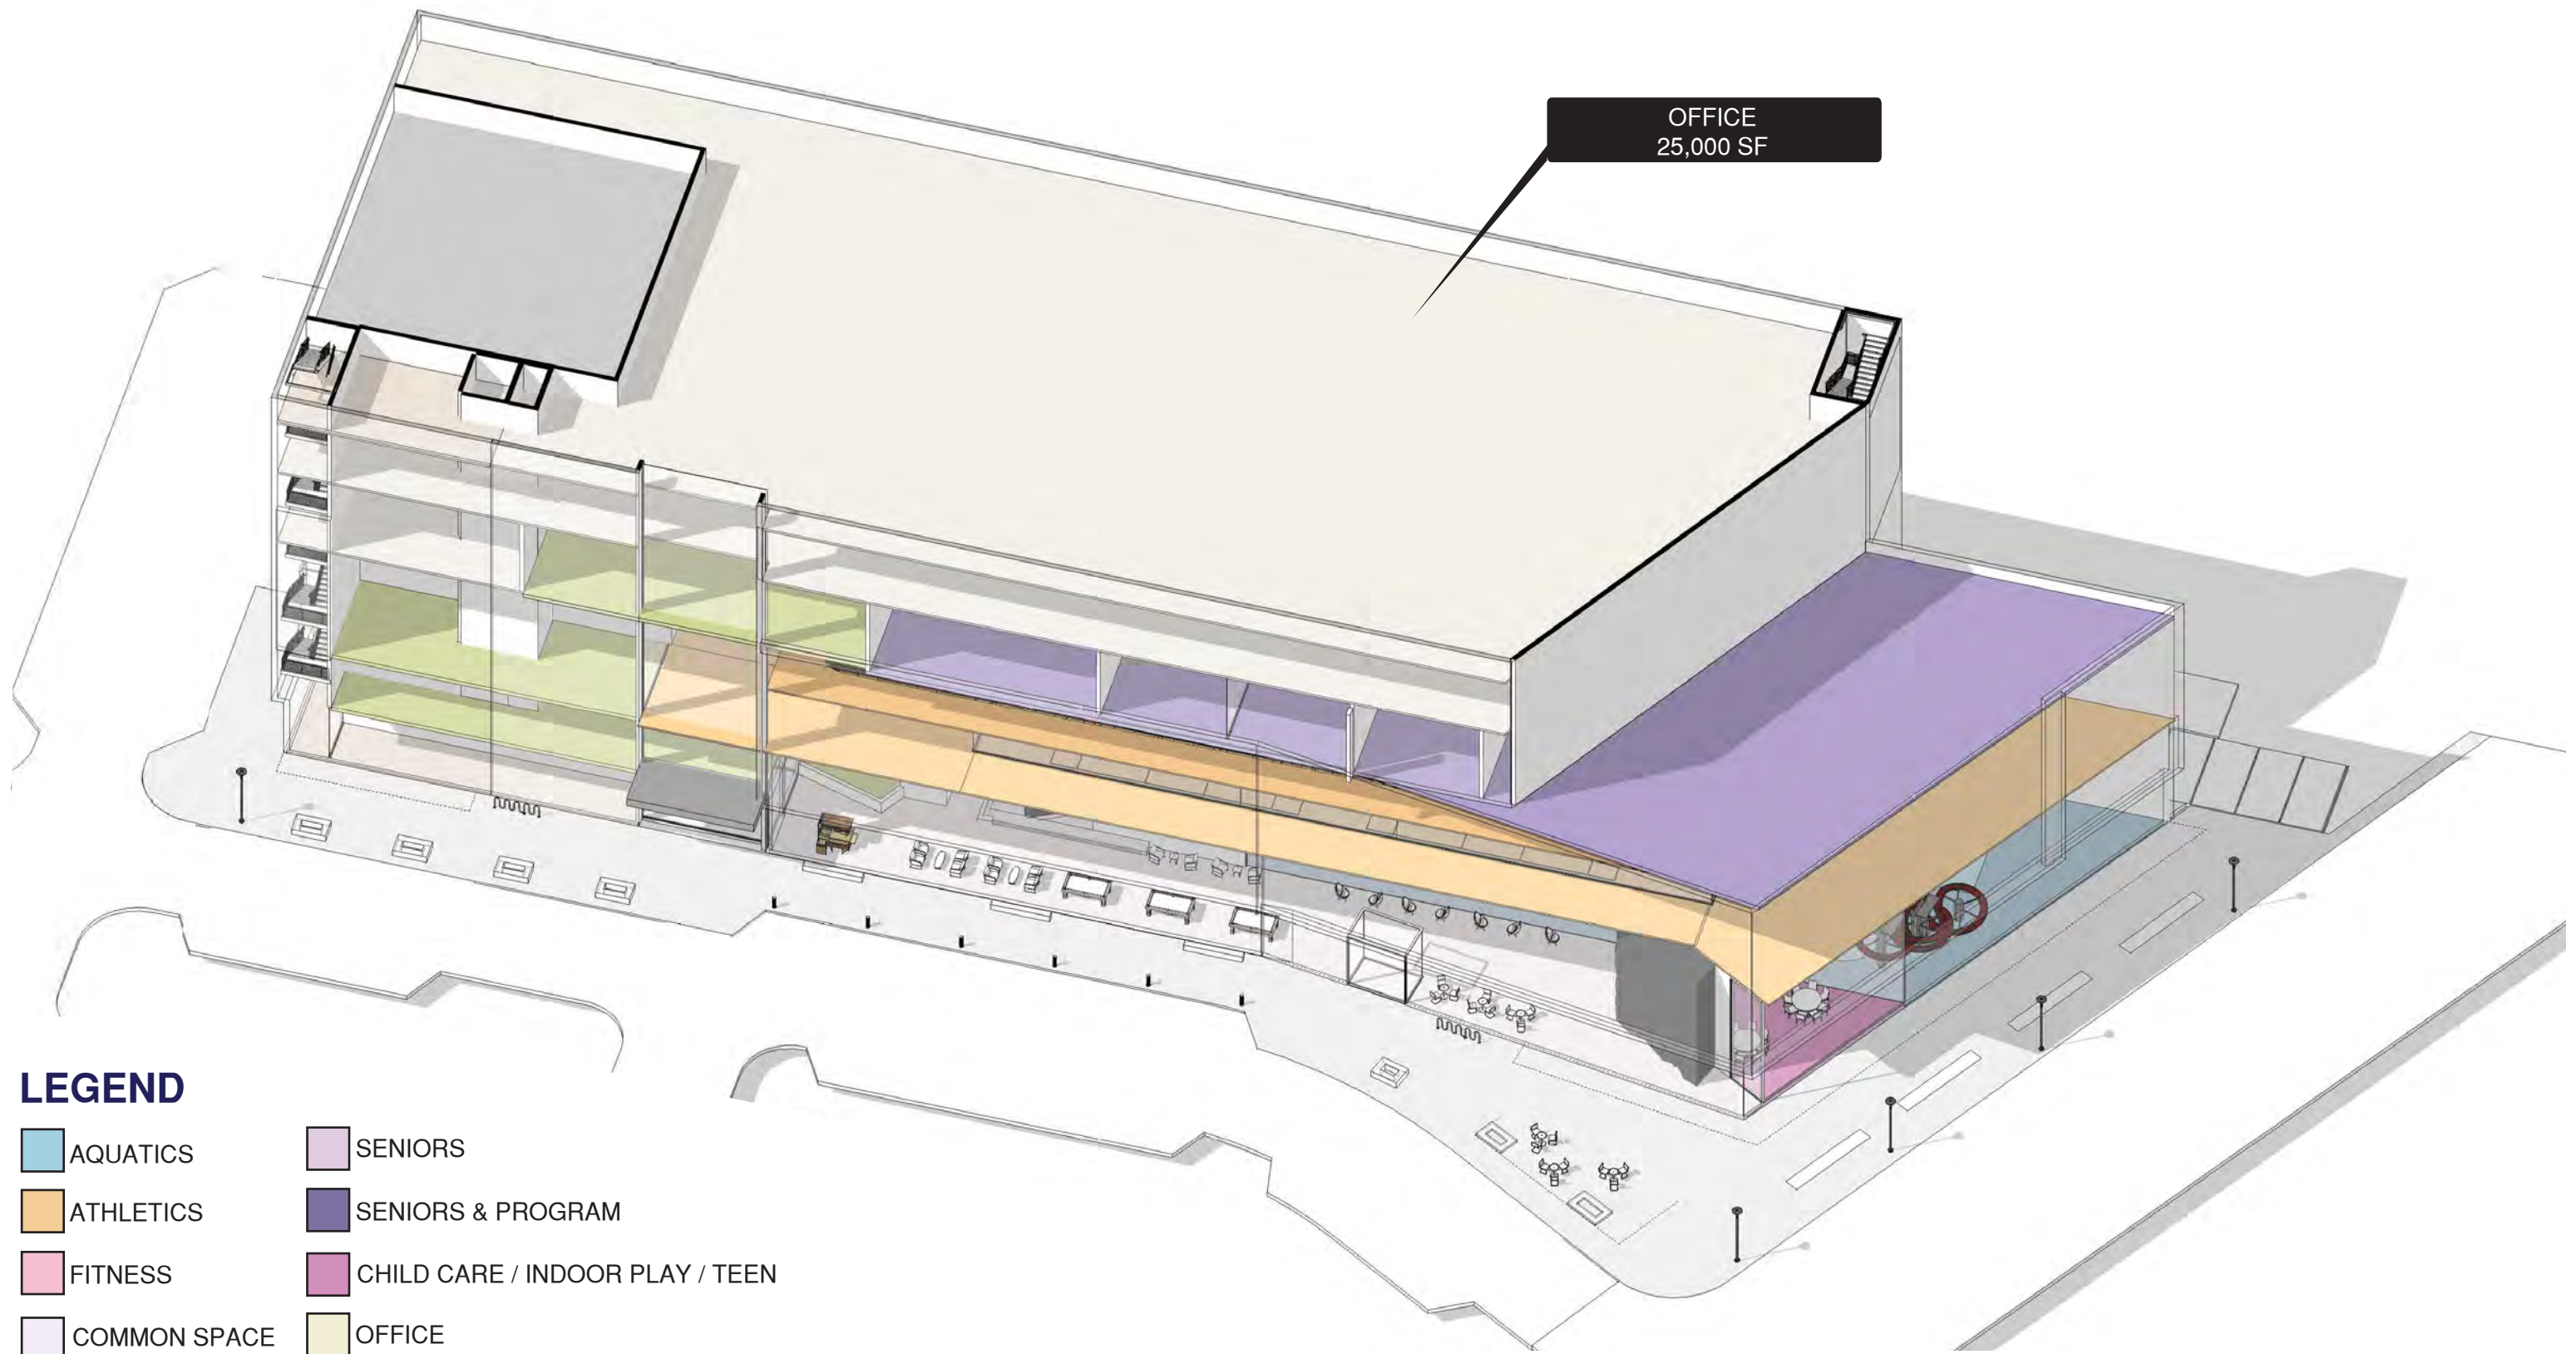 OFFICE
25,000 SF
LEGEND
AQUATICS
ATHLETICS
FITNESS
COMMON SPACE
SENIORS
SENIORS & PROGRAM
CHILD CARE / INDOOR PLAY / TEEN
OFFICE